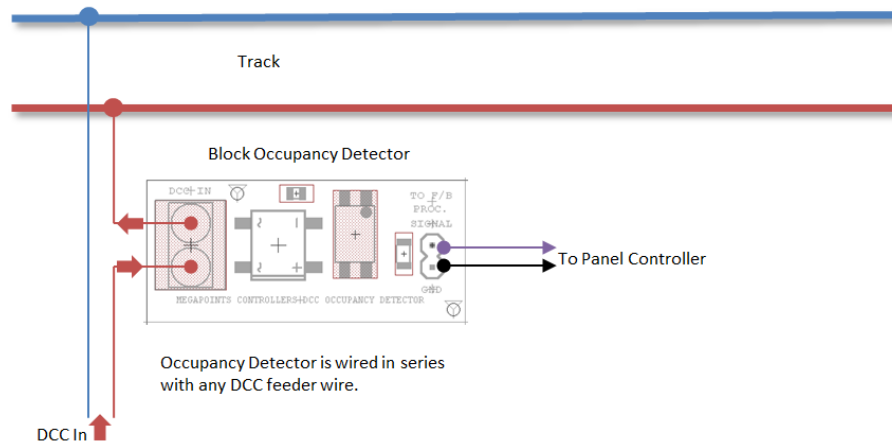 Track
Block Occupancy Detector
DCC IN
TO F/B
PROC.
SIGNAL
To Panel Controller
GND
MEGAPOINTS CONTROLLERS DCC OCCUPANCY DETECTOR
Occupancy Detector is wired in series
with any DCC feeder wire.
DCC In